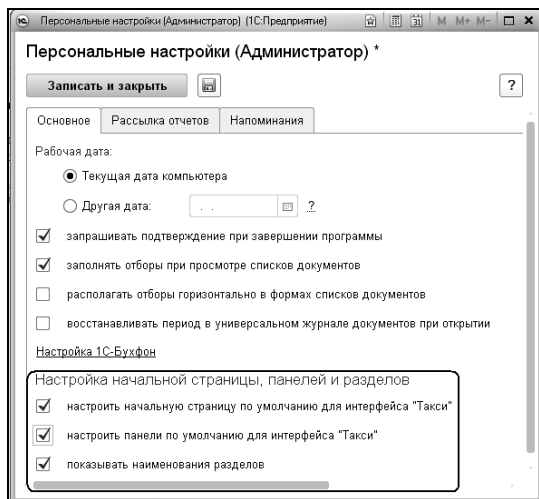 Персональные настройки (Администратор) (1С:Предприятие) 31 M M+ M-
Персональные настройки (Администратор) *
Записать и закрыть ?
Основное Рассылка отчетов Напоминания
Рабочая дата:
Текущая дата компьютера
Другая дата: . . ?
запрашивать подтверждение при завершении программы
заполнять отборы при просмотре списков документов
располагать отборы горизонтально в формах списков документов
восстанавливать период в универсальном журнале документов при открытии
Настройка 1С-Бухфон
Настройка начальной страницы, панелей и разделов
настроить начальную страницу по умолчанию для интерфейса "Такси"
настроить панели по умолчанию для интерфейса "Такси"
показывать наименования разделов